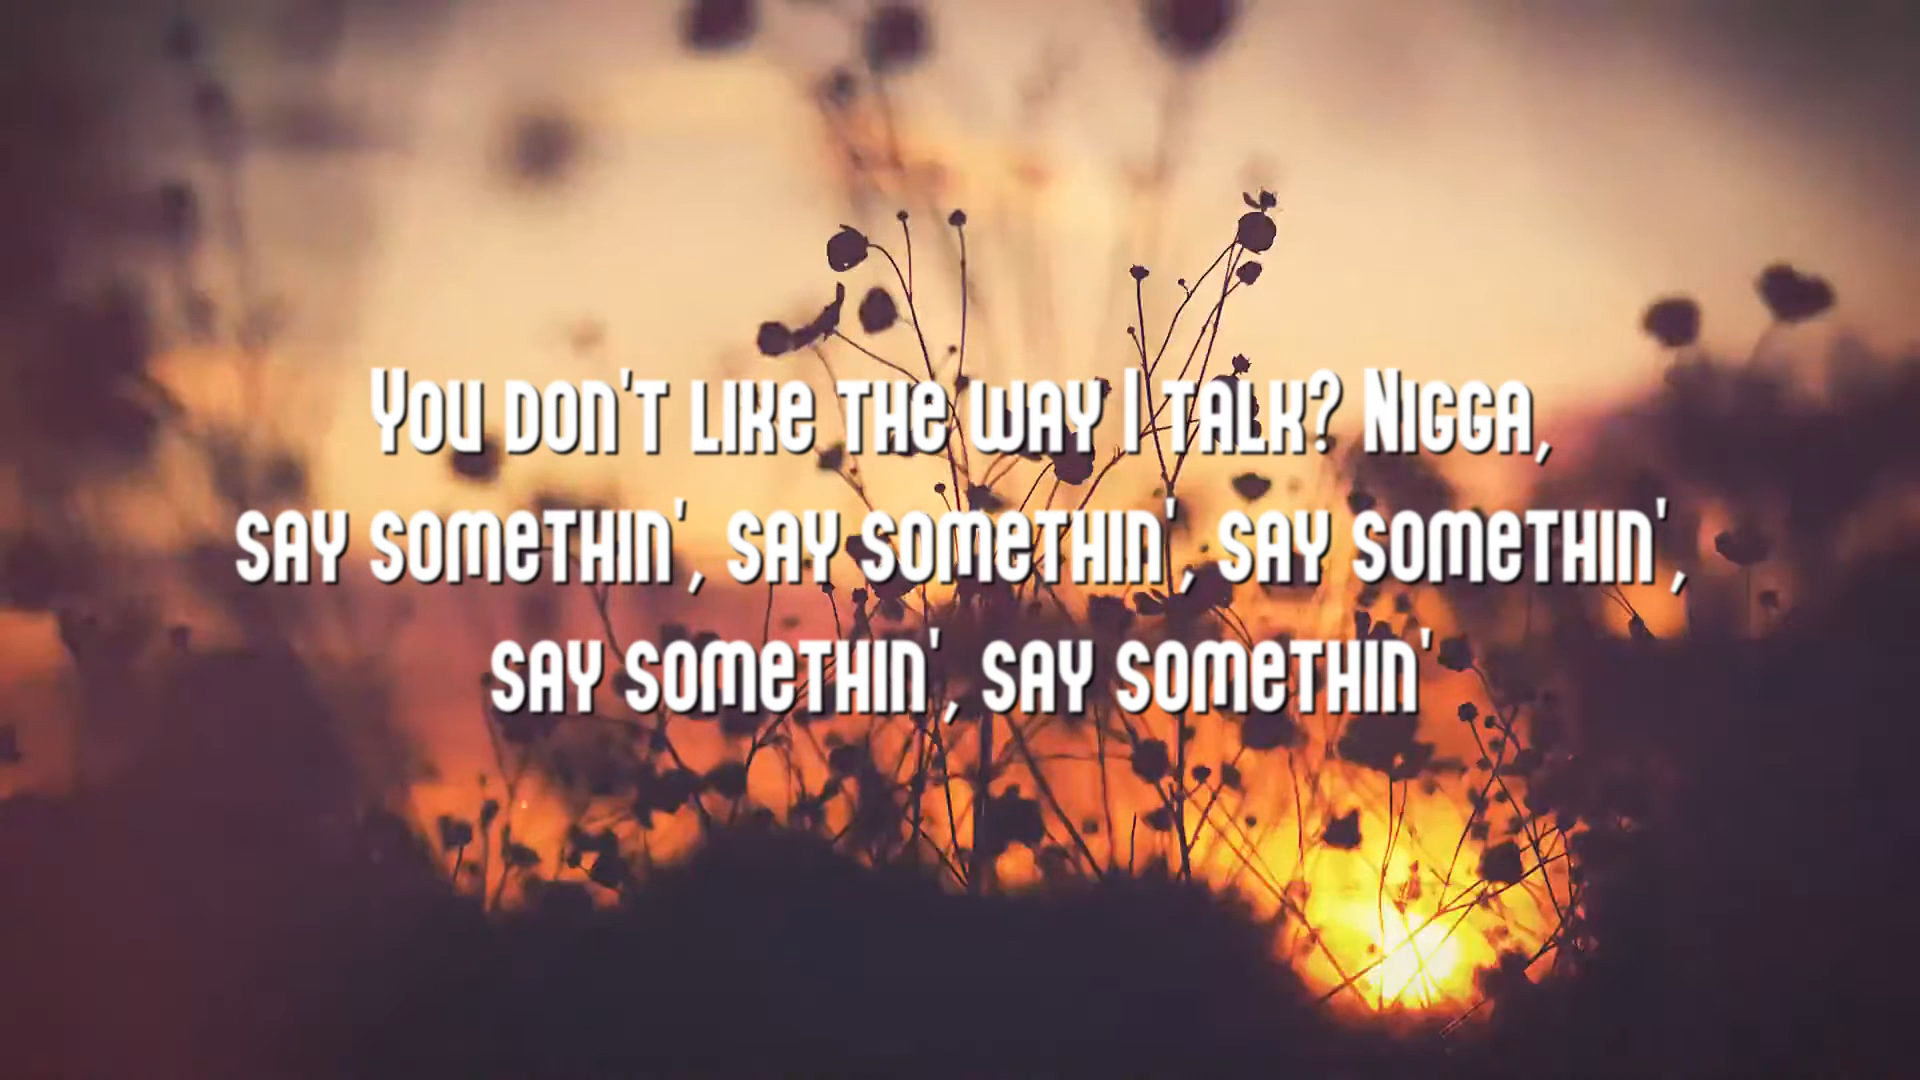 You don't like the way I talk? Nigga,
say somethin', say somethin', say somethin',
say somethin', say somethin'